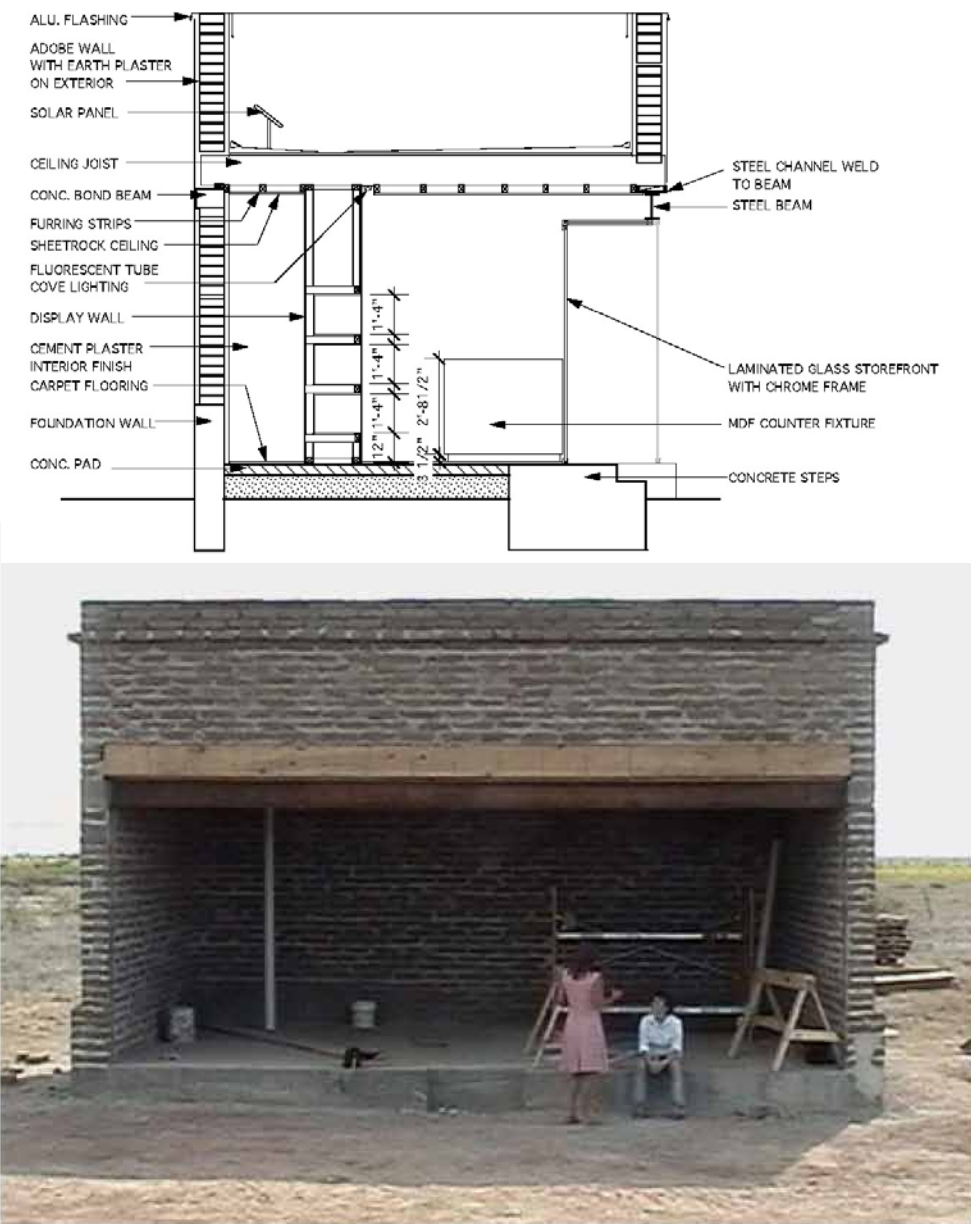 ALU. FLASHING
ADOBE WALL
WITH EARTH PLASTER
ON EXTERIOR
SOLAR PANEL
CEILING JOIST
CONC. BOND BEAM
FURRING STRIPS
SHEETROCK CEILING
FLUORESCENT TUBE
COVE LIGHTING
DISPLAY WALL
CEMENT PLASTER
INTERIOR FINISH
CARPET FLOORING
FOUNDATION WALL
CONC. PAD
1'-4"
1'-4"
1'-4"
12"
2'-8 1/2"
3 1/2"
STEEL CHANNEL WELD
TO BEAM
STEEL BEAM
LAMINATED GLASS STOREFRONT
WITH CHROME FRAME
MDF COUNTER FIXTURE
CONCRETE STEPS